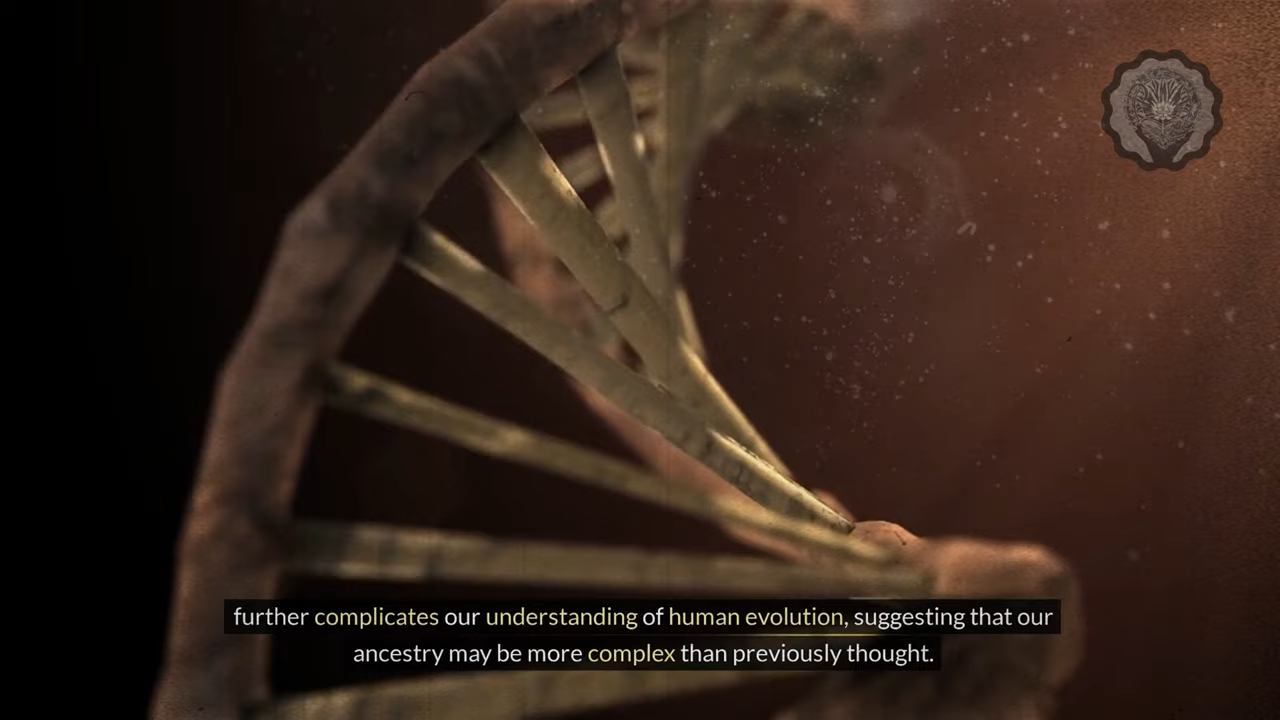 further complicates our understanding of human evolution, suggesting that our
ancestry may be more complex than previously thought.